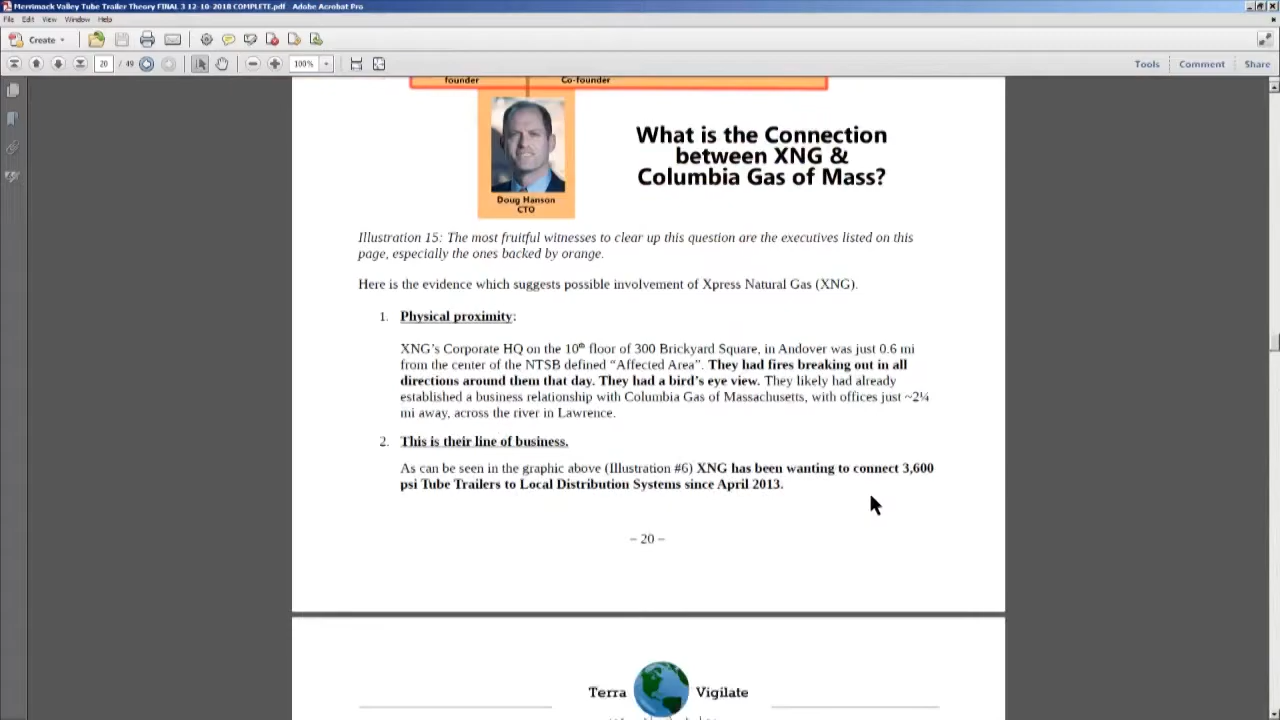 Merrimack Valley Tube Trailer Theory FINAL 3 12-10-2018 COMPLETE.pdf - Adobe Acrobat Pro
File Edit View Window Help
Create
20 / 49 100% Tools Comment Share
founder Co-founder
Doug Hanson
CTO
What is the Connection
between XNG &
Columbia Gas of Mass?
Illustration 15: The most fruitful witnesses to clear up this question are the executives listed on this
page, especially the ones backed by orange.
Here is the evidence which suggests possible involvement of Xpress Natural Gas (XNG).
1. Physical proximity:
XNG's Corporate HQ on the 10th floor of 300 Brickyard Square, in Andover was just 0.6 mi
from the center of the NTSB defined “Affected Area”. They had fires breaking out in all
directions around them that day. They had a bird's eye view. They likely had already
established a business relationship with Columbia Gas of Massachusetts, with offices just ~2¼
mi away, across the river in Lawrence.
2. This is their line of business.
As can be seen in the graphic above (Illustration #6) XNG has been wanting to connect 3,600
psi Tube Trailers to Local Distribution Systems since April 2013.
– 20 –
Terra Vigilate